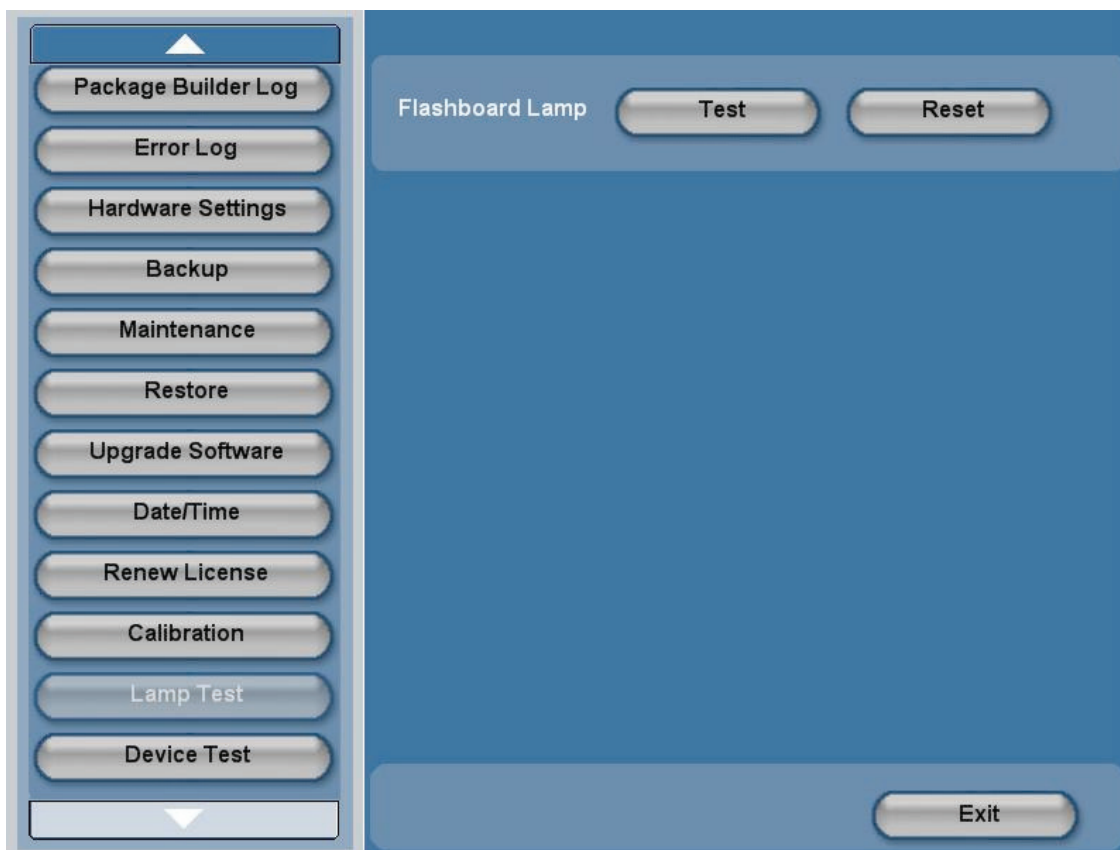 Package Builder Log
Error Log
Hardware Settings
Backup
Maintenance
Restore
Upgrade Software
Date/Time
Renew License
Calibration
Lamp Test
Device Test
Flashboard Lamp
Test
Reset
Exit